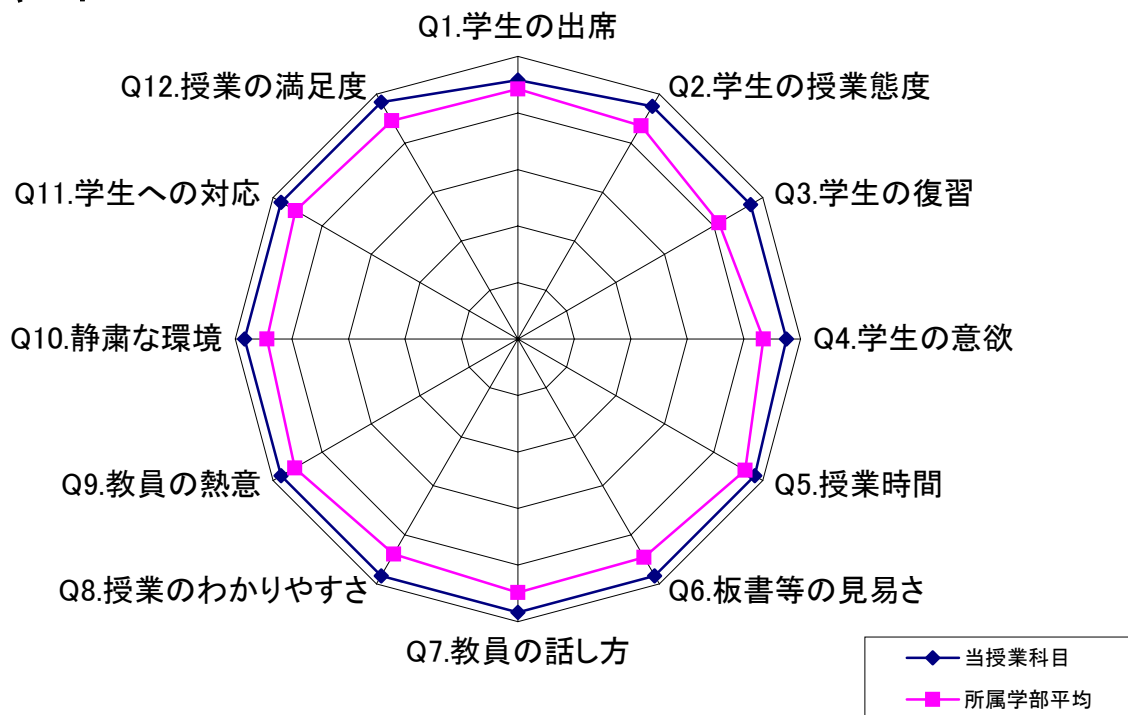 Q1.学生の出席
Q2.学生の授業態度
Q3.学生の復習
Q4.学生の意欲
Q5.授業時間
Q6.板書等の見易さ
Q7.教員の話し方
Q8.授業のわかりやすさ
Q9.教員の熱意
Q10.静粛な環境
Q11.学生への対応
Q12.授業の満足度
当授業科目
所属学部平均